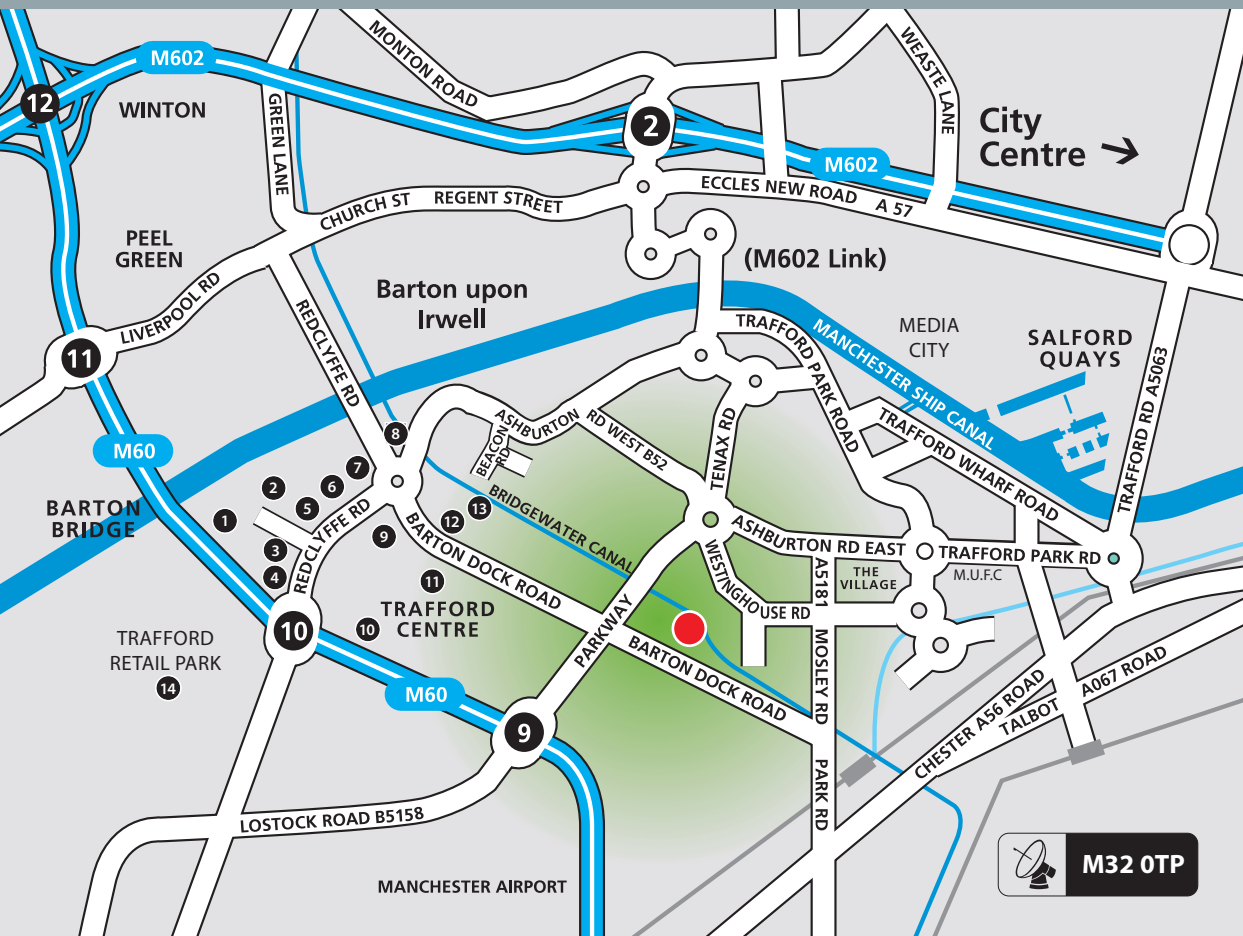 M602
MONTON ROAD
WEASTE LANE
12
WINTON
2
City
Centre
GREEN LANE
M602
ECCLES NEW ROAD
A 57
CHURCH ST
REGENT STREET
PEEL
GREEN
(M602 Link)
LIVERPOOL RD
Barton upon
Irwell
REDCLYFFE RD
TRAFFORD
PARK ROAD
MANCHESTER SHIP CANAL
MEDIA
CITY
SALFORD
QUAYS
TRAFFORD RD A5063
11
M60
8
ASHBURTON
RD WEST B52
BEACON
RD
TENAX RD
TRAFFORD WHARF ROAD
7
6
2
5
1
BARTON
BRIDGE
REDCLYFFE RD
BRIDGEWATER CANAL
13
12
9
3
4
BARTON DOCK ROAD
ASHBURTON RD EAST
TRAFFORD PARK RD
WESTINGHOUSE RD
A5181
THE
VILLAGE
M.U.F.C
11
TRAFFORD
CENTRE
10
10
TRAFFORD
RETAIL PARK
14
PARKWAY
BARTON DOCK ROAD
MOSLEY RD
M60
9
CHESTER A56 ROAD
TALBOT
A067 ROAD
PARK RD
LOSTOCK ROAD B5158
MANCHESTER AIRPORT
M32 0TP